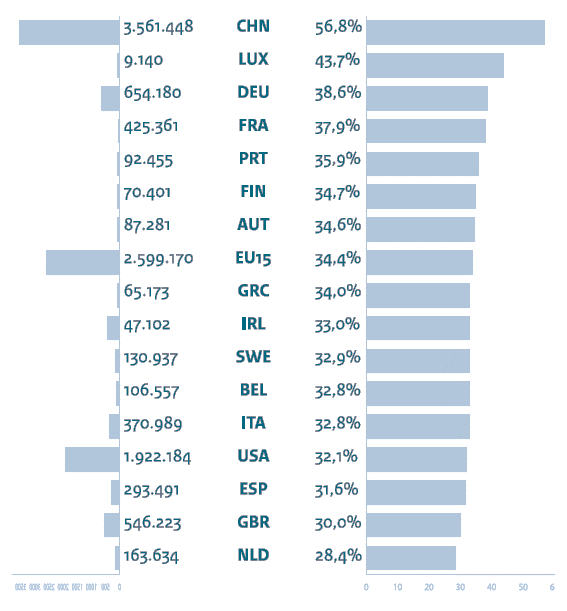 3.561.448 CHN 56,8%
9.140 LUX 43,7%
654.180 DEU 38,6%
425.361 FRA 37,9%
92.455 PRT 35,9%
70.401 FIN 34,7%
87.281 AUT 34,6%
2.599.170 EU15 34,4%
65.173 GRC 34,0%
47.102 IRL 33,0%
130.937 SWE 32,9%
106.557 BEL 32,8%
370.989 ITA 32,8%
1.922.184 USA 32,1%
293.491 ESP 31,6%
546.223 GBR 30,0%
163.634 NLD 28,4%
0 0 10 20 30 40 50 6